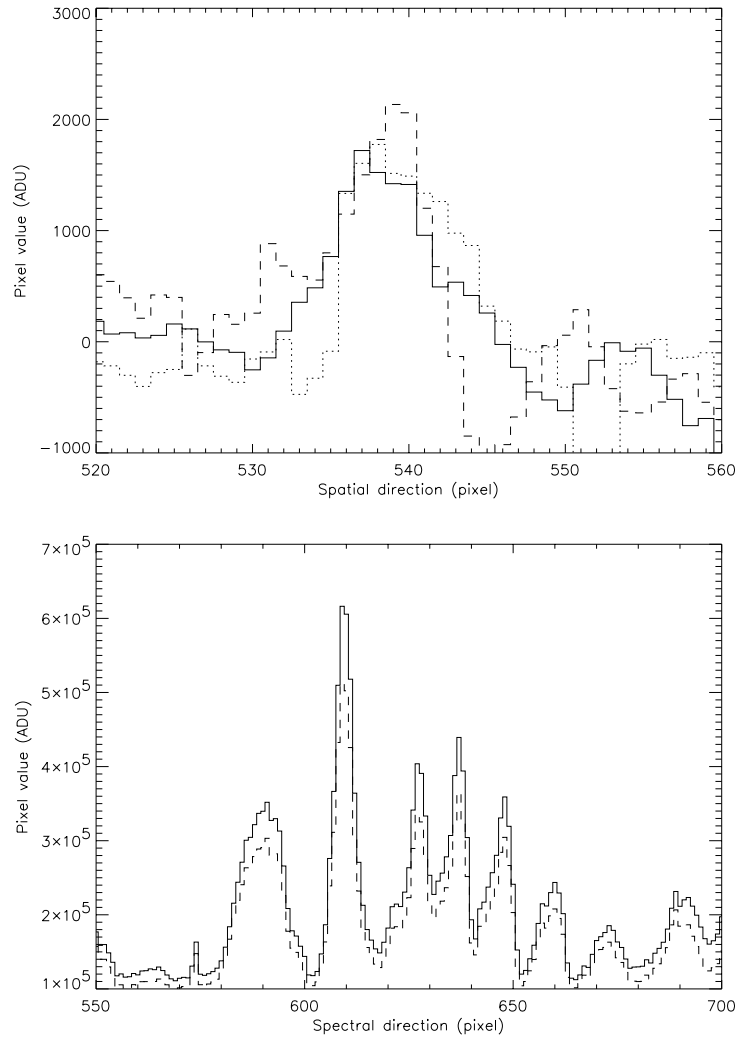 3000
2000
1000
0
−1000
Pixel value (ADU)
520 530 540 550 560
Spatial direction (pixel)
7×10⁵
6×10⁵
5×10⁵
4×10⁵
3×10⁵
2×10⁵
1×10⁵
Pixel value (ADU)
550 600 650 700
Spectral direction (pixel)